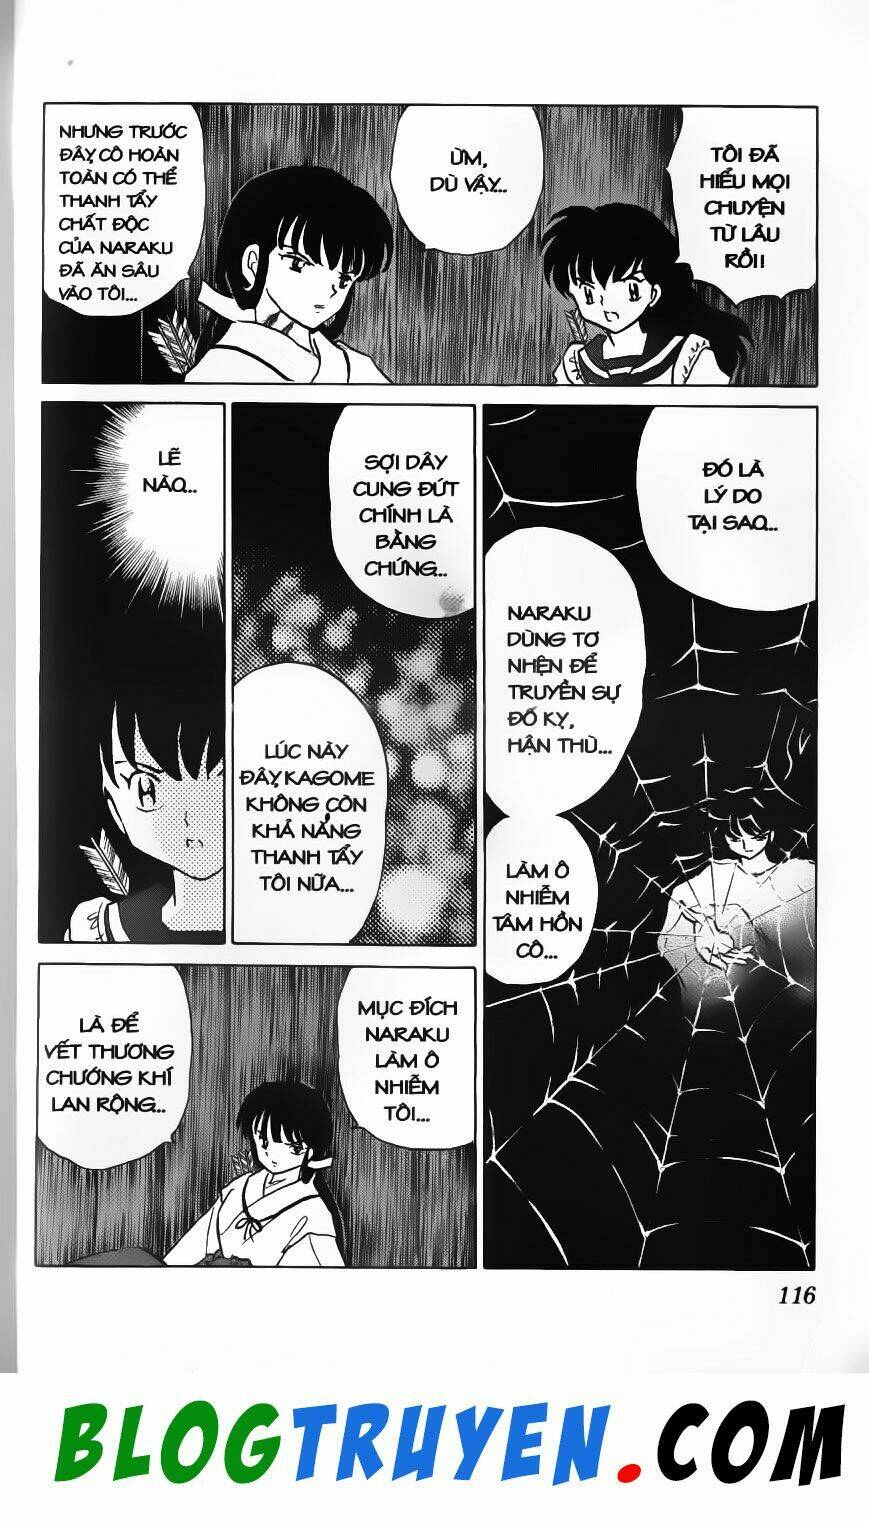 TÔI ĐÃ
HIỂU MỌI
CHUYỆN
TỪ LÂU
RỒI!!
ỪM,
DÙ VẬY...
NHƯNG TRƯỚC
ĐÂY, CÔ HOÀN
TOÀN CÓ THỂ
THANH TẨY
CHẤT ĐỘC
CỦA NARAKU
ĐÃ ĂN SÂU
VÀO TÔI...
ĐÓ LÀ
LÝ DO
TẠI SAO...
NARAKU
DÙNG TƠ
NHỆN ĐỂ
TRUYỀN SỰ
ĐỐ KỴ,
HẬN THÙ...
LÀM Ô
NHIỄM
TÂM HỒN
CÔ...
SỢI DÂY
CUNG ĐỨT
CHÍNH LÀ
BẰNG
CHỨNG...
LÚC NÀY
ĐÂY, KAGOME
KHÔNG CÒN
KHẢ NĂNG
THANH TẨY
TÔI NỮA...
LẼ
NÀO...
MỤC ĐÍCH
NARAKU
LÀM Ô
NHIỄM
TÔI...
LÀ ĐỂ
VẾT THƯƠNG
CHƯỚNG KHÍ
LAN RỘNG...
116
BLOGTRUYEN.COM